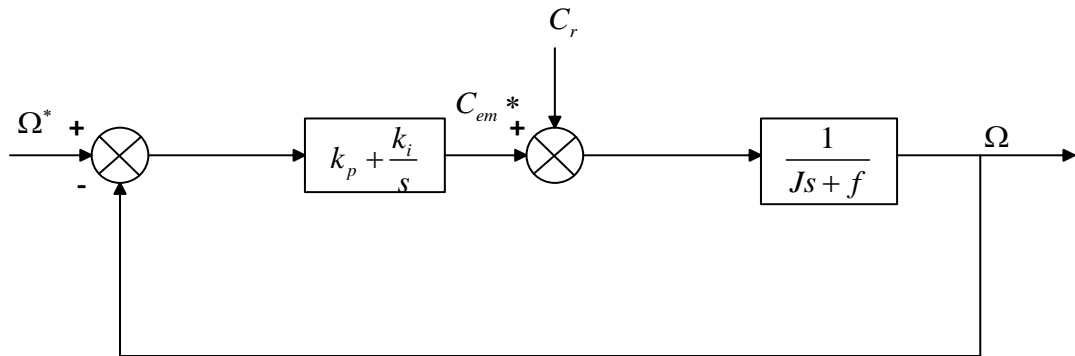 C_r
Ω* +
-
k_p + k_i/s
C_em* +
1/(Js + f)
Ω